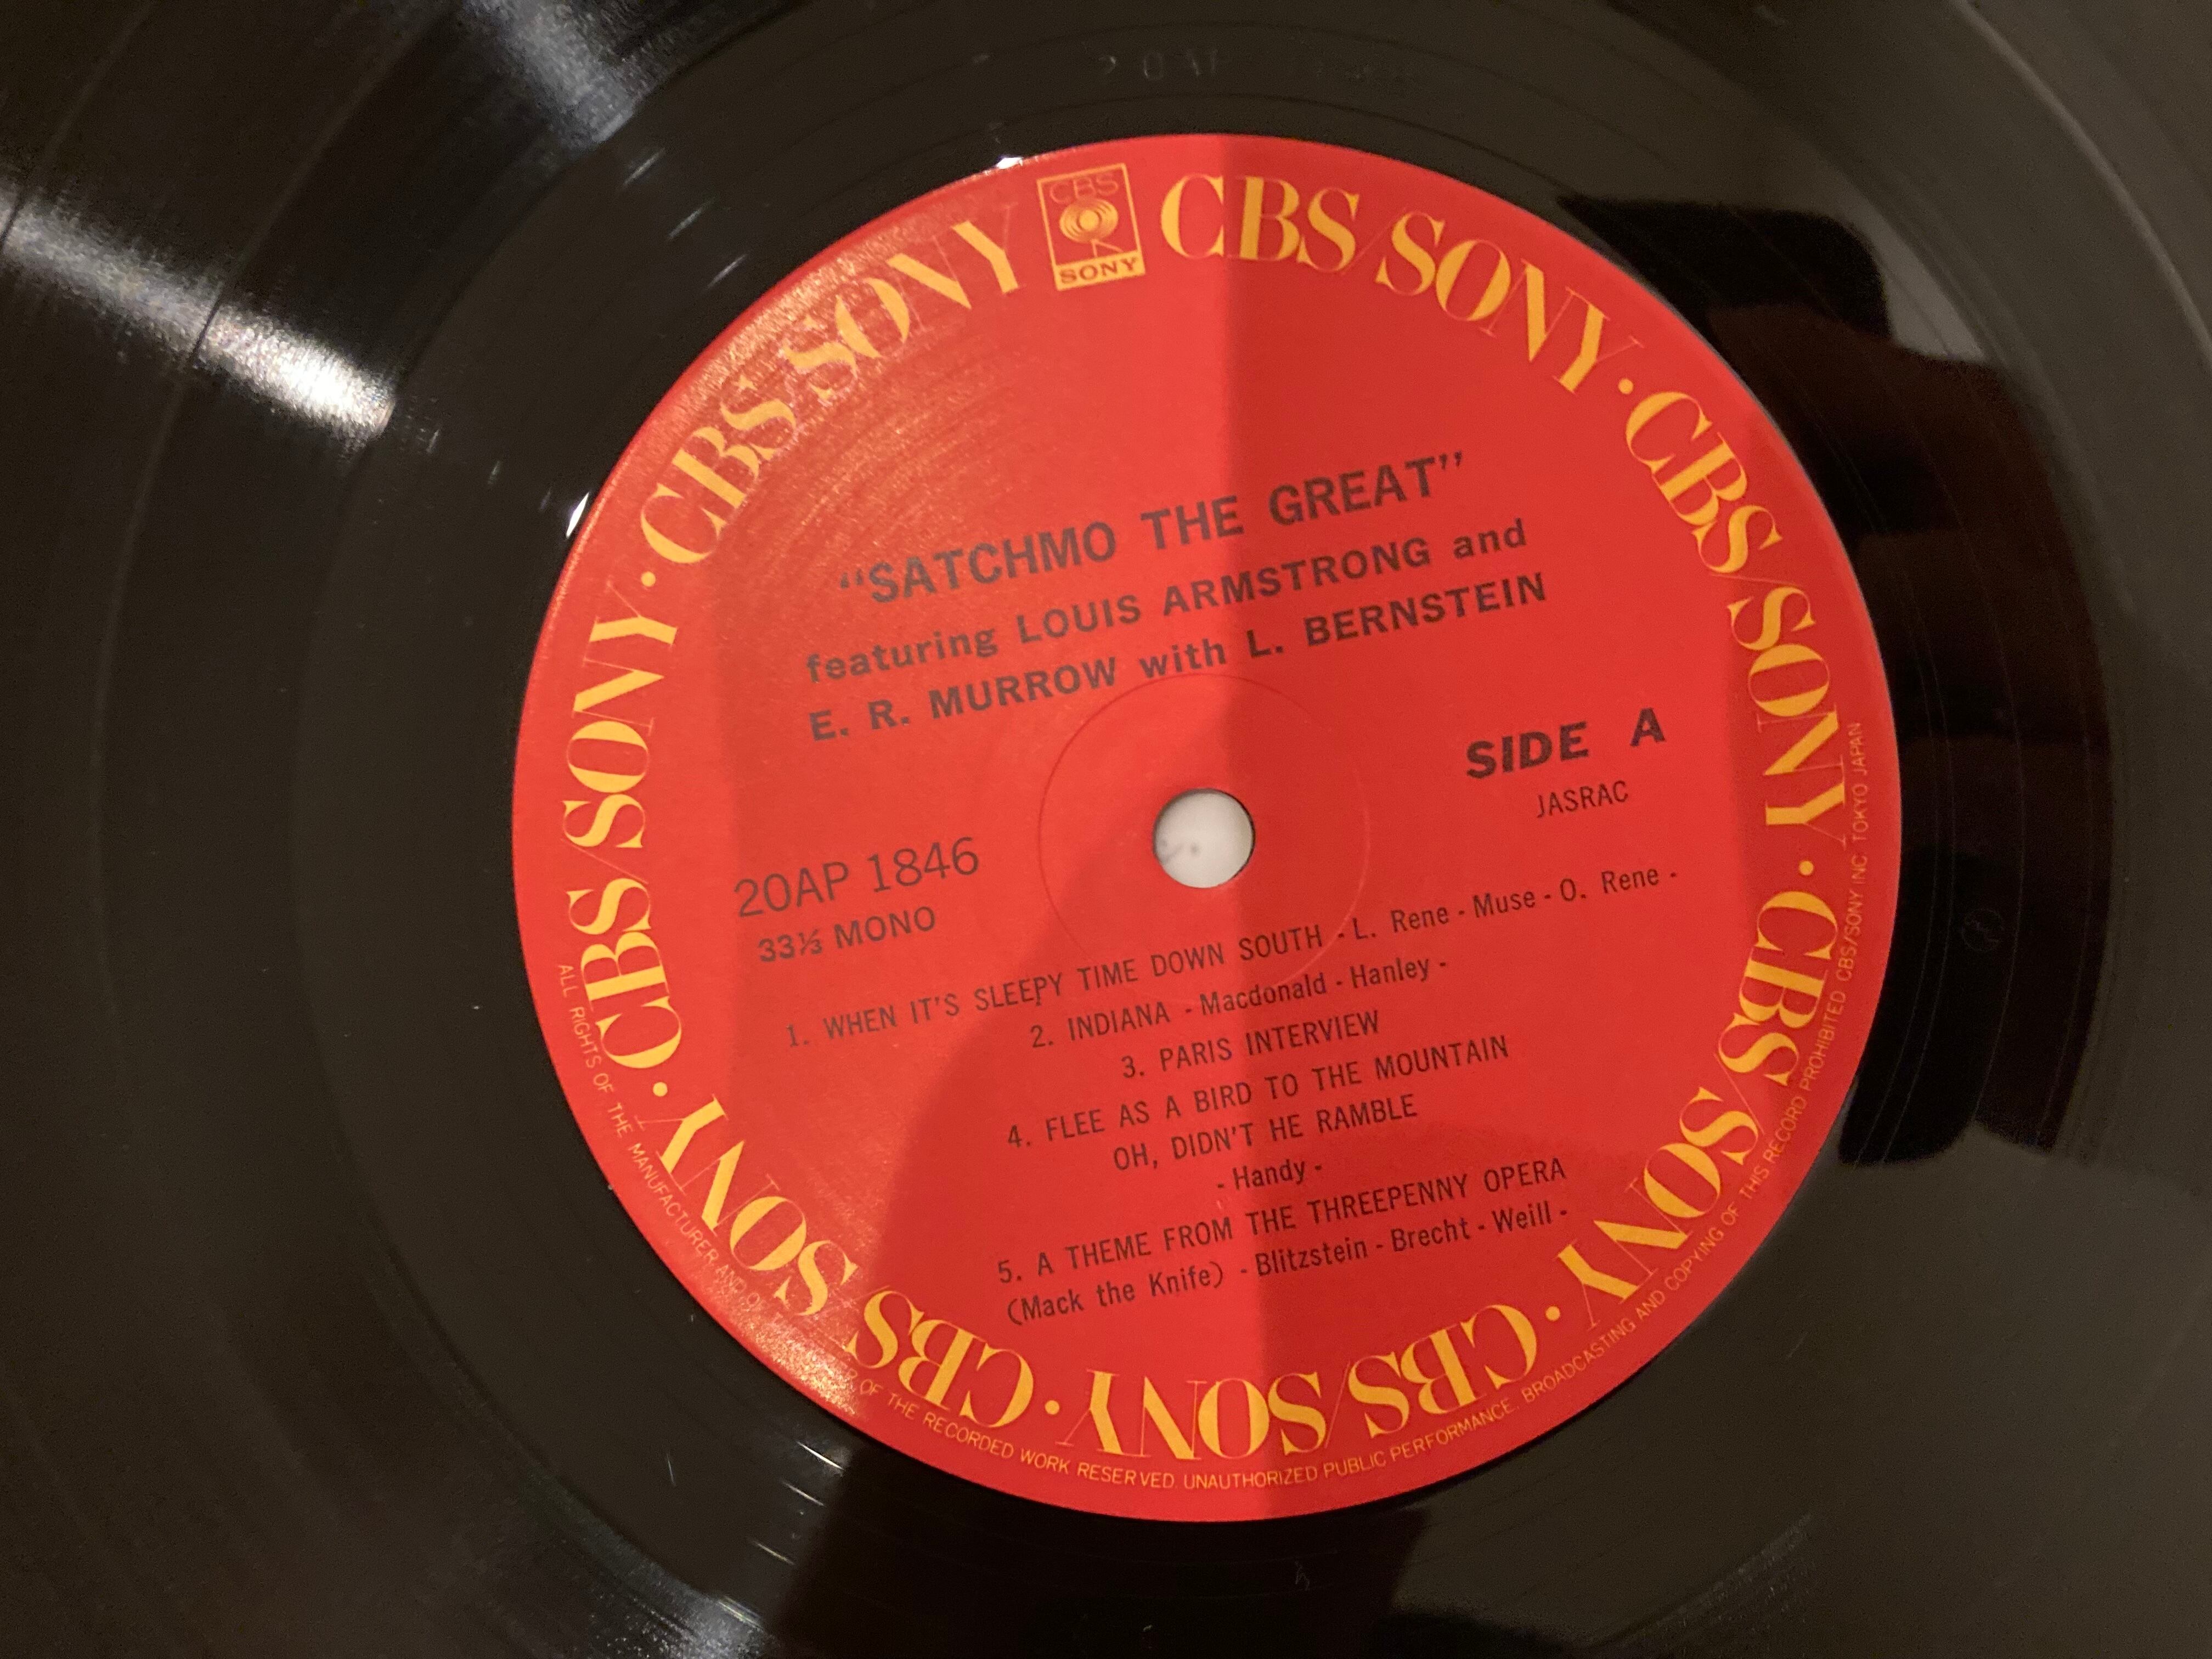 CBS
SONY
CBS/SONY · CBS/SONY · CBS/SONY · CBS/SONY · CBS/SONY · CBS/SONY · CBS/SONY
"SATCHMO THE GREAT"
featuring LOUIS ARMSTRONG and
E. R. MURROW with L. BERNSTEIN
SIDE A
JASRAC
20AP 1846
33⅓ MONO
1. WHEN IT'S SLEEPY TIME DOWN SOUTH - L. Rene - Muse - O. Rene -
2. INDIANA - Macdonald - Hanley -
3. PARIS INTERVIEW
4. FLEE AS A BIRD TO THE MOUNTAIN
OH, DIDN'T HE RAMBLE
- Handy -
5. A THEME FROM THE THREEPENNY OPERA
(Mack the Knife) - Blitzstein - Brecht - Weill -
ALL RIGHTS OF THE MANUFACTURER AND OF THE RECORDED WORK RESERVED. UNAUTHORIZED PUBLIC PERFORMANCE. BROADCASTING AND COPYING OF THIS RECORD PROHIBITED CBS/SONY INC. TOKYO JAPAN